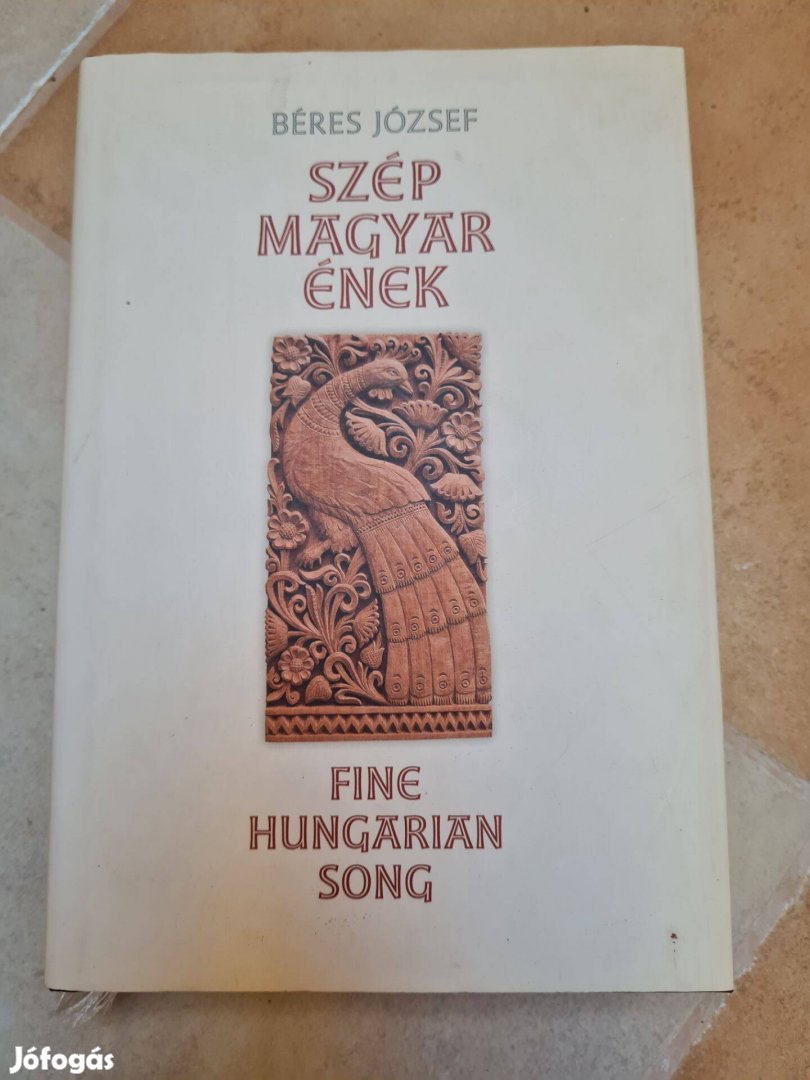 BÉRES JÓZSEF
SZÉP
MAGYAR
ÉNEK
FINE
HUNGARIAN
SONG
Jófogás